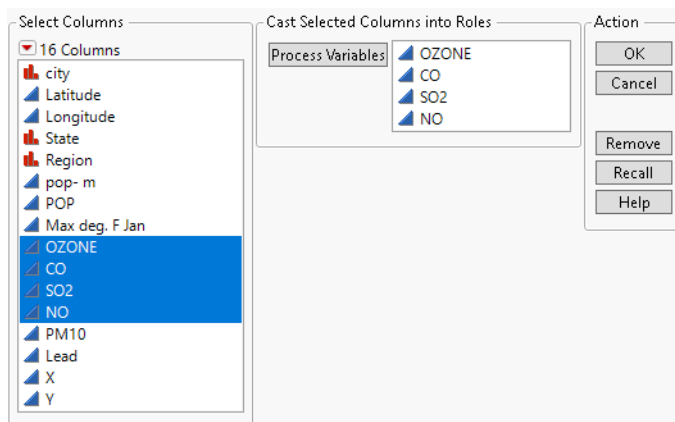 Select Columns
16 Columns
city
Latitude
Longitude
State
Region
pop- m
POP
Max deg. F Jan
OZONE
CO
SO2
NO
PM10
Lead
X
Y
Cast Selected Columns into Roles
Process Variables
OZONE
CO
SO2
NO
Action
OK
Cancel
Remove
Recall
Help